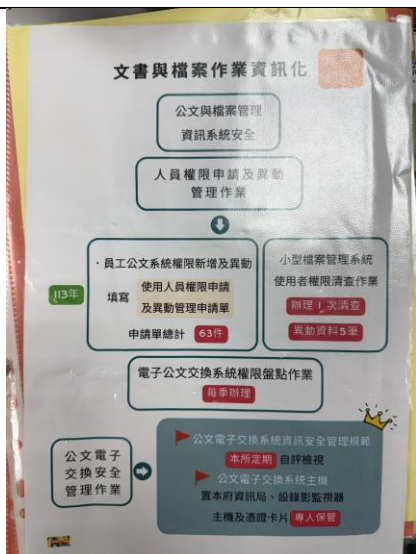 文書與檔案作業資訊化
公文與檔案管理
資訊系統安全
人員權限申請及異動
管理作業
113年
·員工公文系統權限新增及異動
填寫
使用人員權限申請
及異動管理申請單
申請單總計 63件
小型檔案管理系統
使用者權限清查作業
辦理1次清查
異動資料5筆
電子公文交換系統權限盤點作業
每季辦理
公文電子
交換安全
管理作業
公文電子交換系統資訊安全管理規範
本所定期 自評檢視
公文電子交換系統主機
置本府資訊局、設錄影監視器
主機及憑證卡片 專人保管